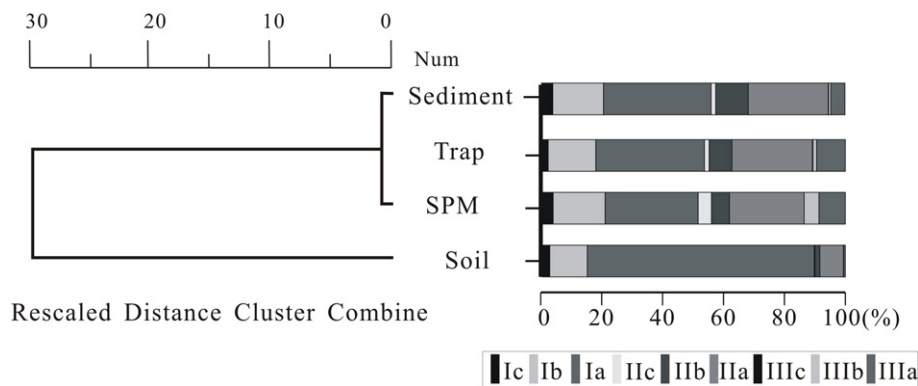 30 20 10 0
Num
Sediment
Trap
SPM
Soil
Rescaled Distance Cluster Combine
0 20 40 60 80 100(%)
Ic Ib Ia IIc IIb IIa IIIc IIIb IIIa